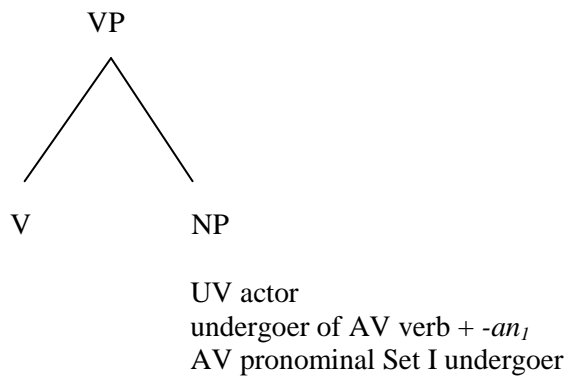 VP
V NP
UV actor
undergoer of AV verb + -an1
AV pronominal Set I undergoer